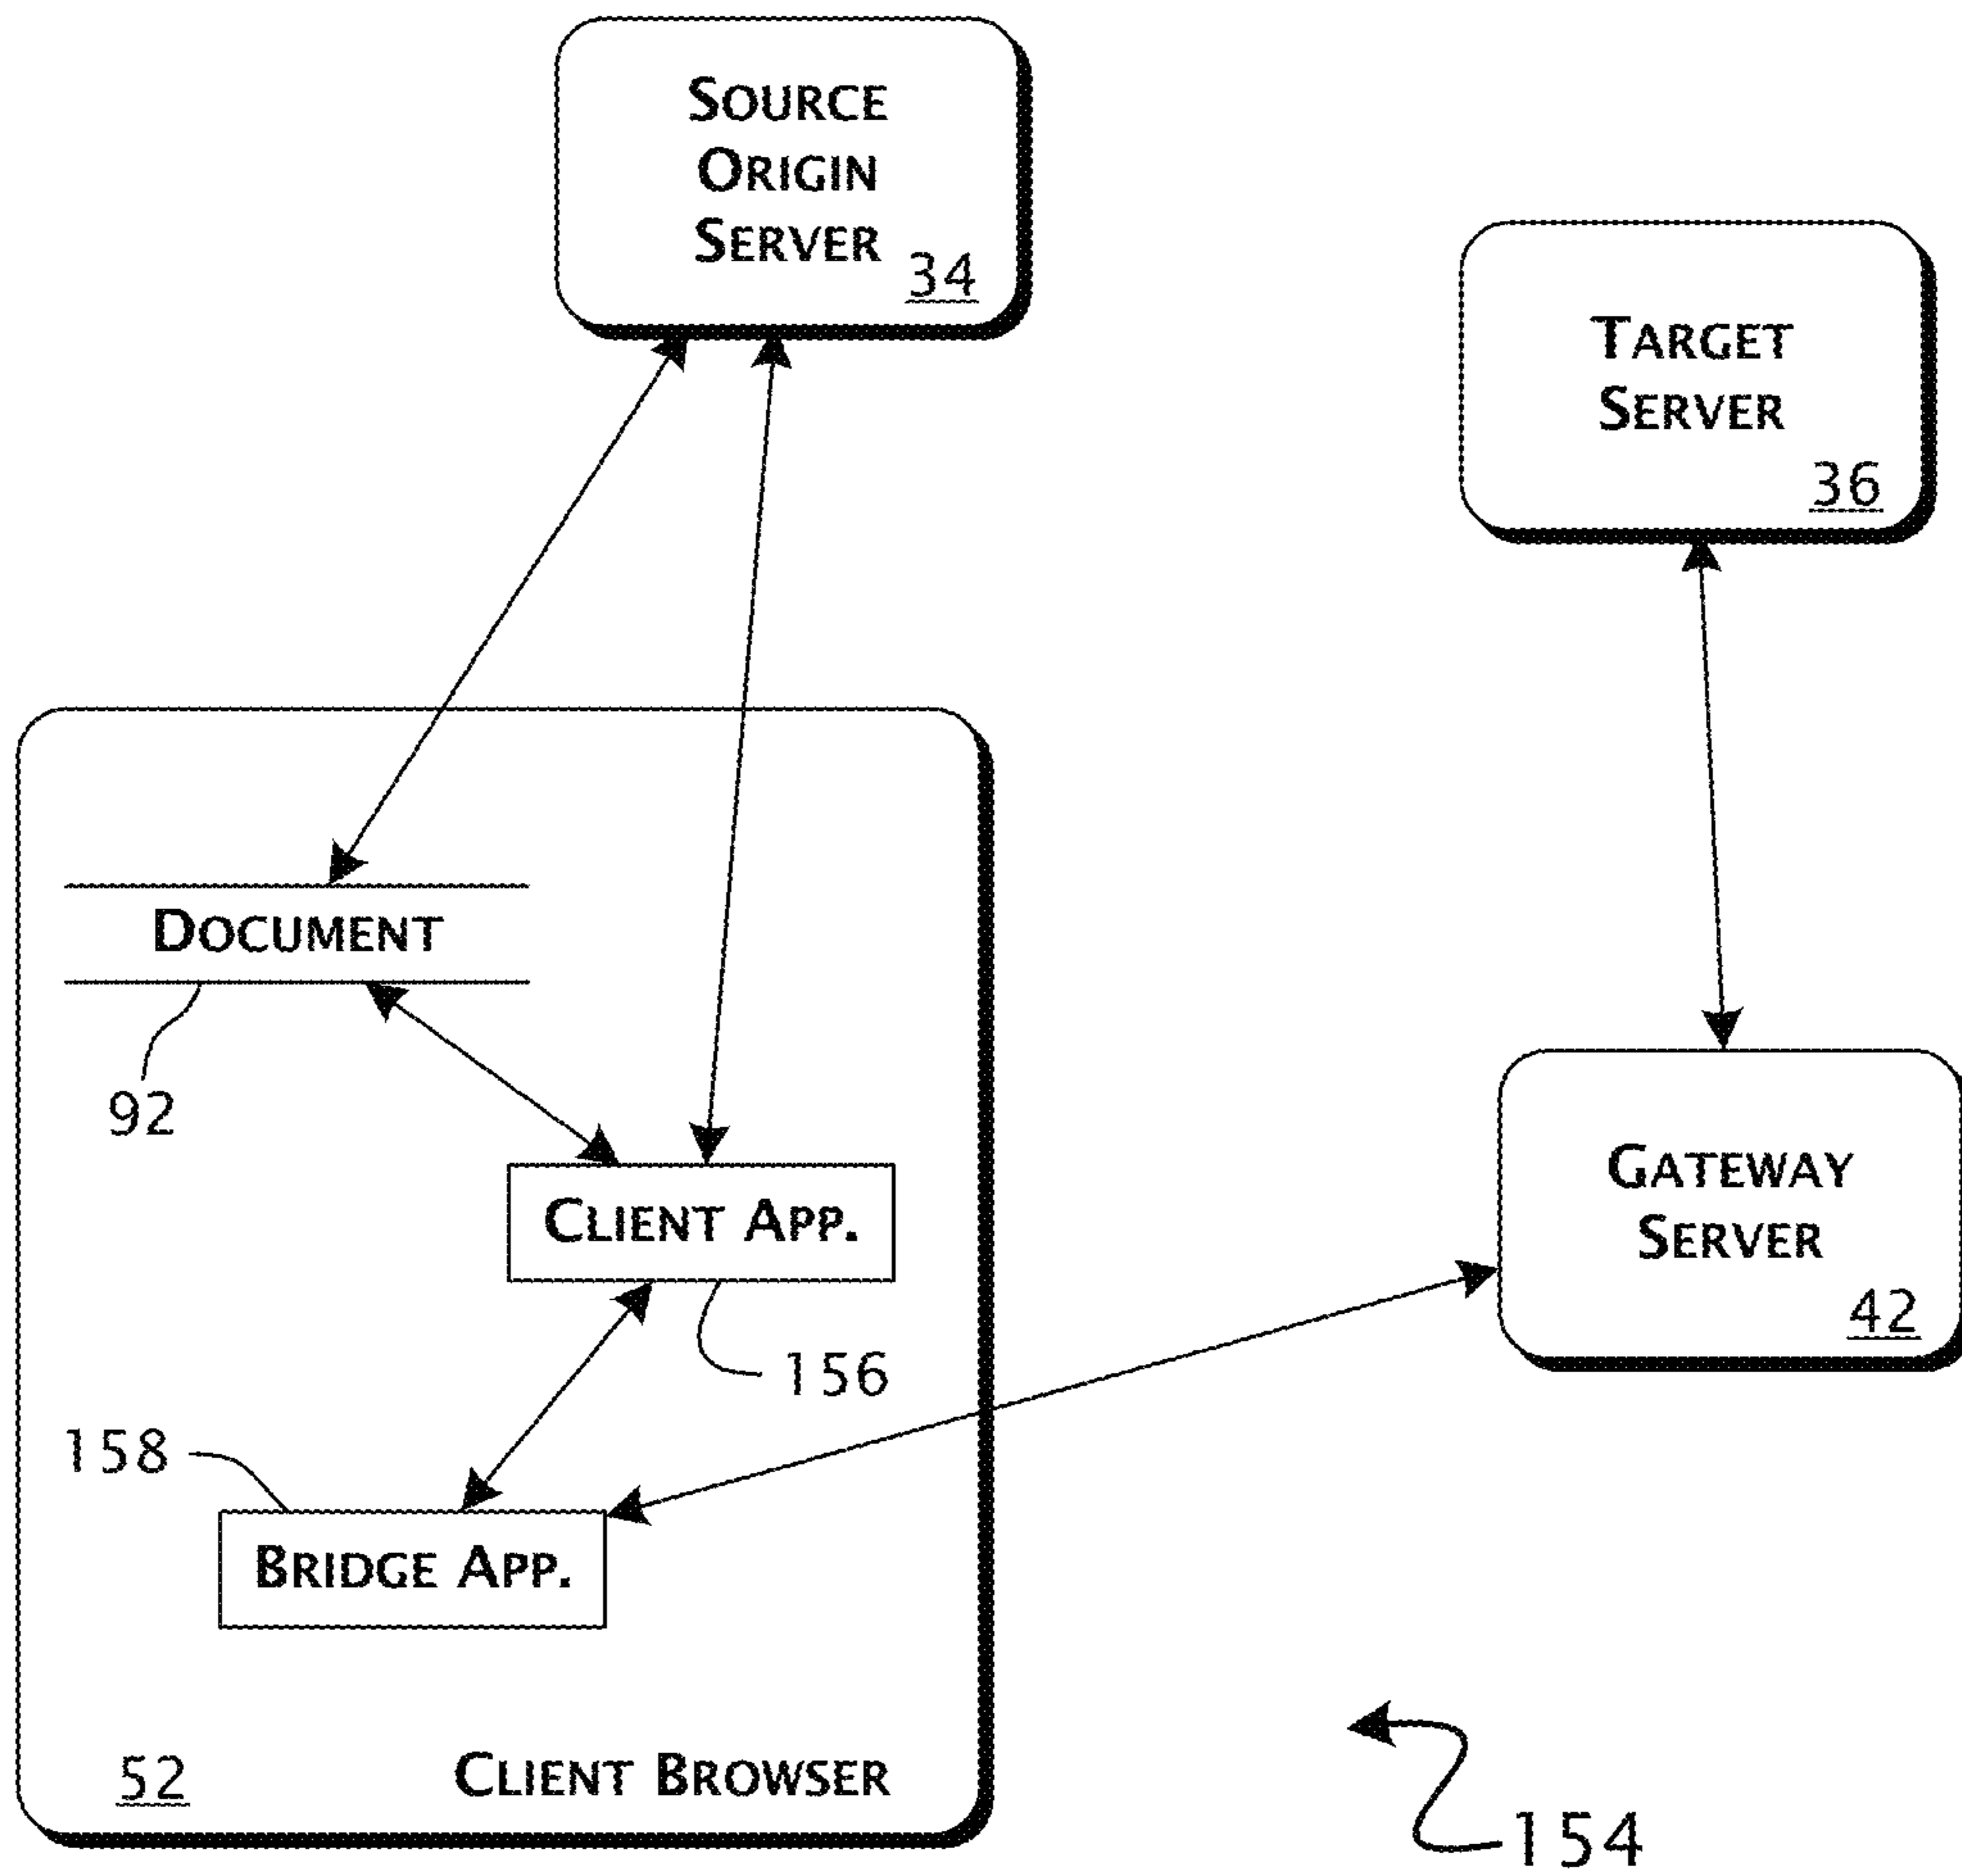 SOURCE
ORIGIN
SERVER
34
TARGET
SERVER
36
DOCUMENT
92
CLIENT APP.
156
GATEWAY
SERVER
42
158
BRIDGE APP.
52
CLIENT BROWSER
154